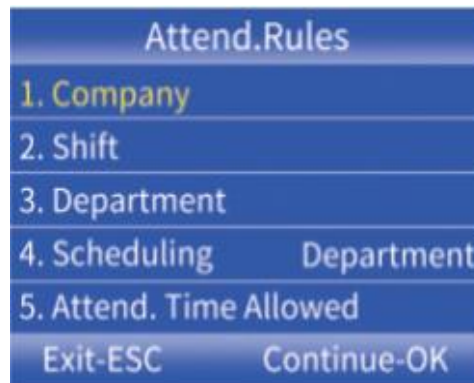 Attend.Rules
1. Company
2. Shift
3. Department
4. Scheduling Department
5. Attend. Time Allowed
Exit-ESC Continue-OK